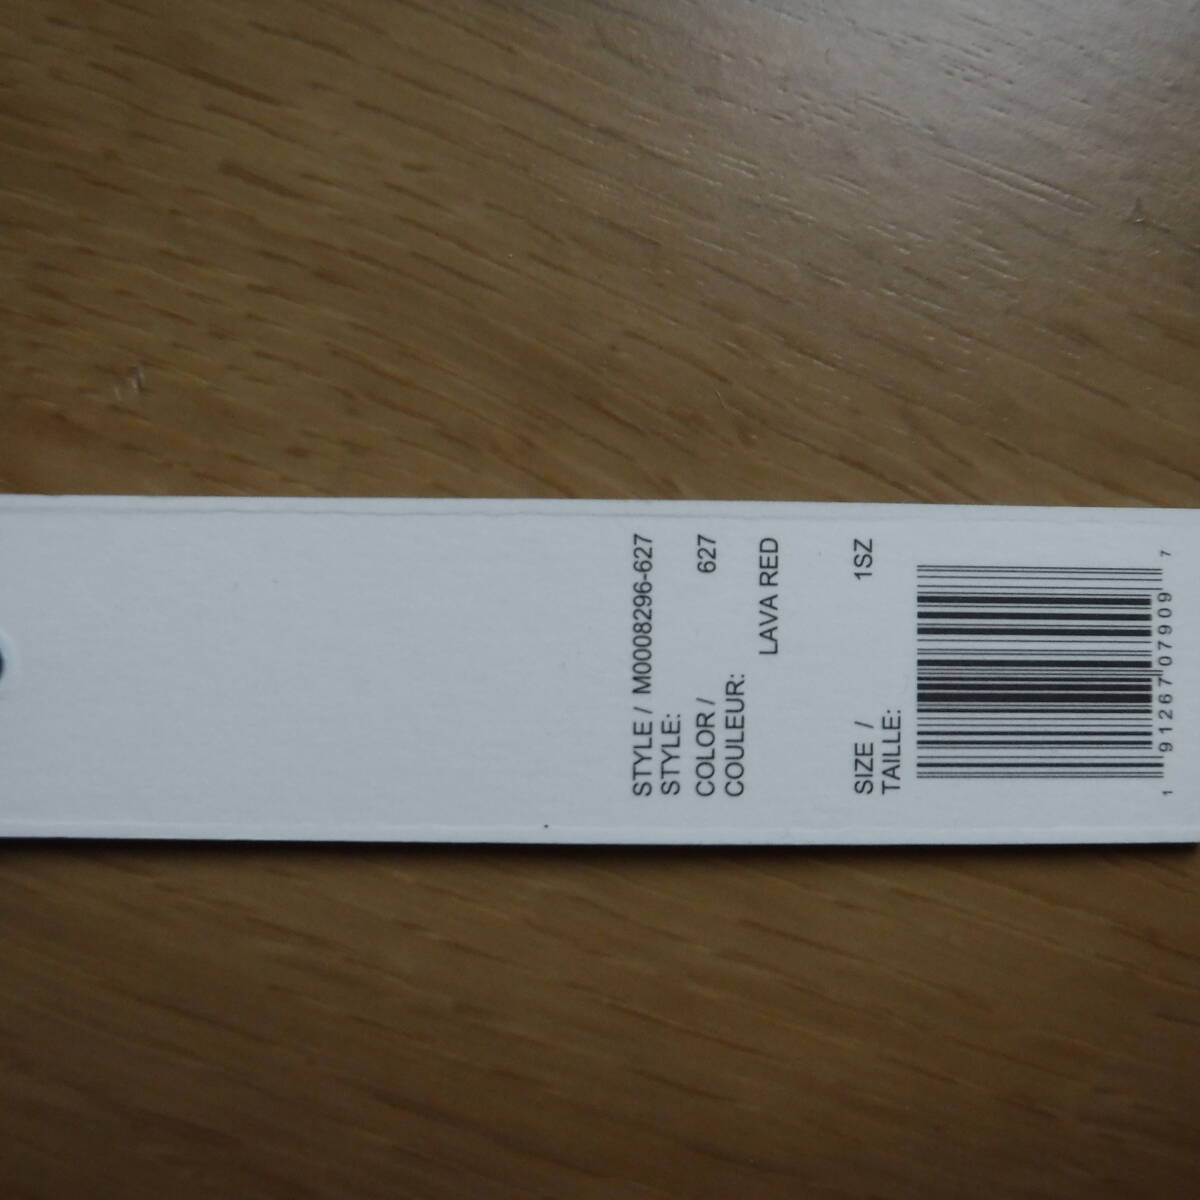 STYLE / M0008296-627
STYLE:
COLOR / 627
COULEUR:
LAVA RED
SIZE / 1SZ
TAILLE:
1 91267 07909 7